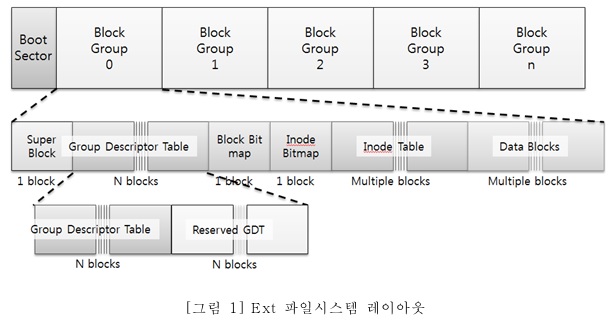 Boot
Sector
Block
Group
0
Block
Group
1
Block
Group
2
Block
Group
3
Block
Group
n
Super
Block
Group Descriptor Table
Block Bit
map
Inode
Bitmap
Inode Table
Data Blocks
1 block
N blocks
1 block
1 block
Multiple blocks
Multiple blocks
Group Descriptor Table
Reserved GDT
N blocks
N blocks
[그림 1] Ext 파일시스템 레이아웃